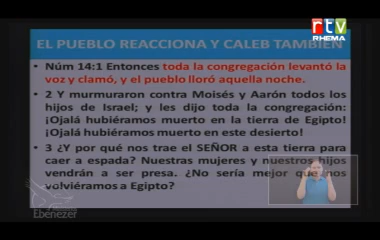 rtv
RHEMA
EL PUEBLO REACCIONA Y CALEB TAMBIEN
• Núm 14:1 Entonces toda la congregación levantó la
voz y clamó, y el pueblo lloró aquella noche.
• 2 Y murmuraron contra Moisés y Aarón todos los
hijos de Israel; y les dijo toda la congregación:
¡Ojalá hubiéramos muerto en la tierra de Egipto!
¡Ojalá hubiéramos muerto en este desierto!
• 3 ¿Y por qué nos trae el SEÑOR a esta tierra para
caer a espada? Nuestras mujeres y nuestros hijos
vendrán a ser presa. ¿No sería mejor que nos
volviéramos a Egipto?
Ebenezer